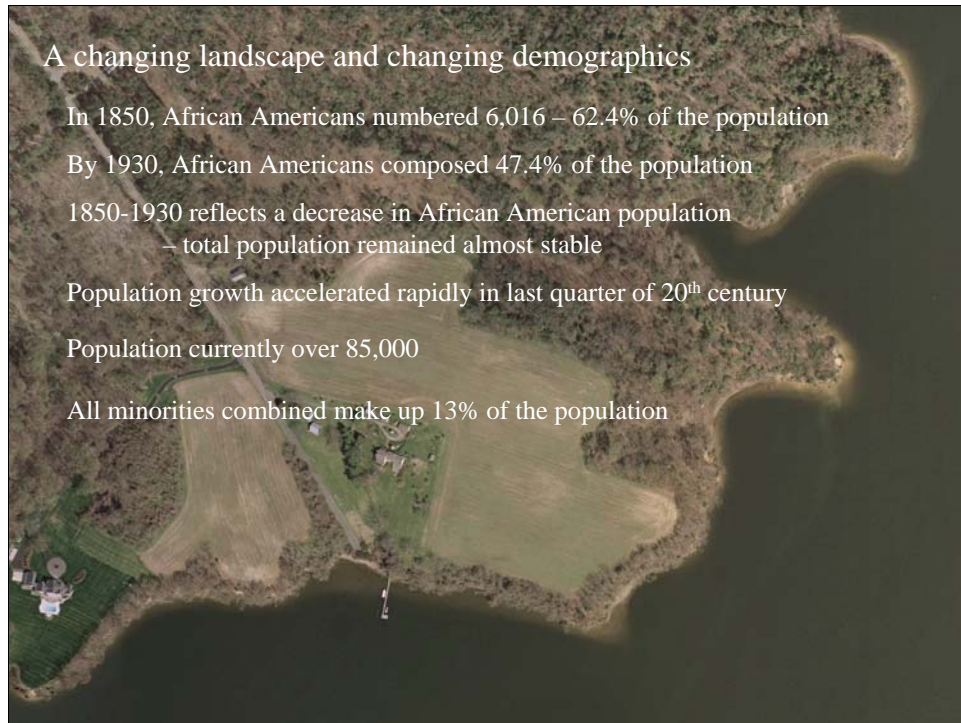 A changing landscape and changing demographics
In 1850, African Americans numbered 6,016 – 62.4% of the population
By 1930, African Americans composed 47.4% of the population
1850-1930 reflects a decrease in African American population
– total population remained almost stable
Population growth accelerated rapidly in last quarter of 20th century
Population currently over 85,000
All minorities combined make up 13% of the population